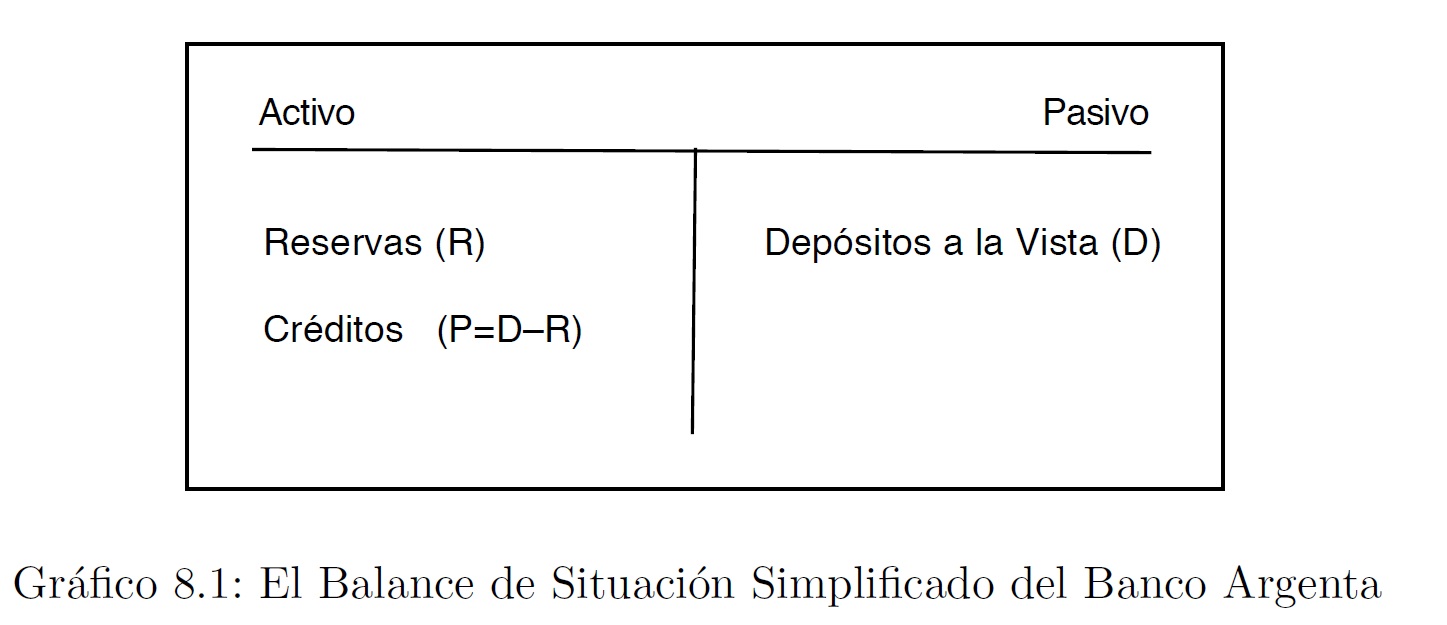 Activo Pasivo
Reservas (R) Depósitos a la Vista (D)
Créditos (P=D–R)
Gráfico 8.1: El Balance de Situación Simplificado del Banco Argenta